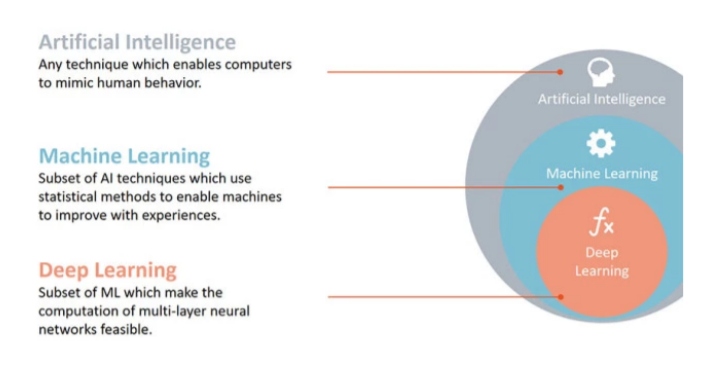 Artificial Intelligence
Any technique which enables computers
to mimic human behavior.
Artificial Intelligence
Machine Learning
Subset of AI techniques which use
statistical methods to enable machines
to improve with experiences.
Machine Learning
Deep Learning
Subset of ML which make the
computation of multi-layer neural
networks feasible.
fx
Deep
Learning